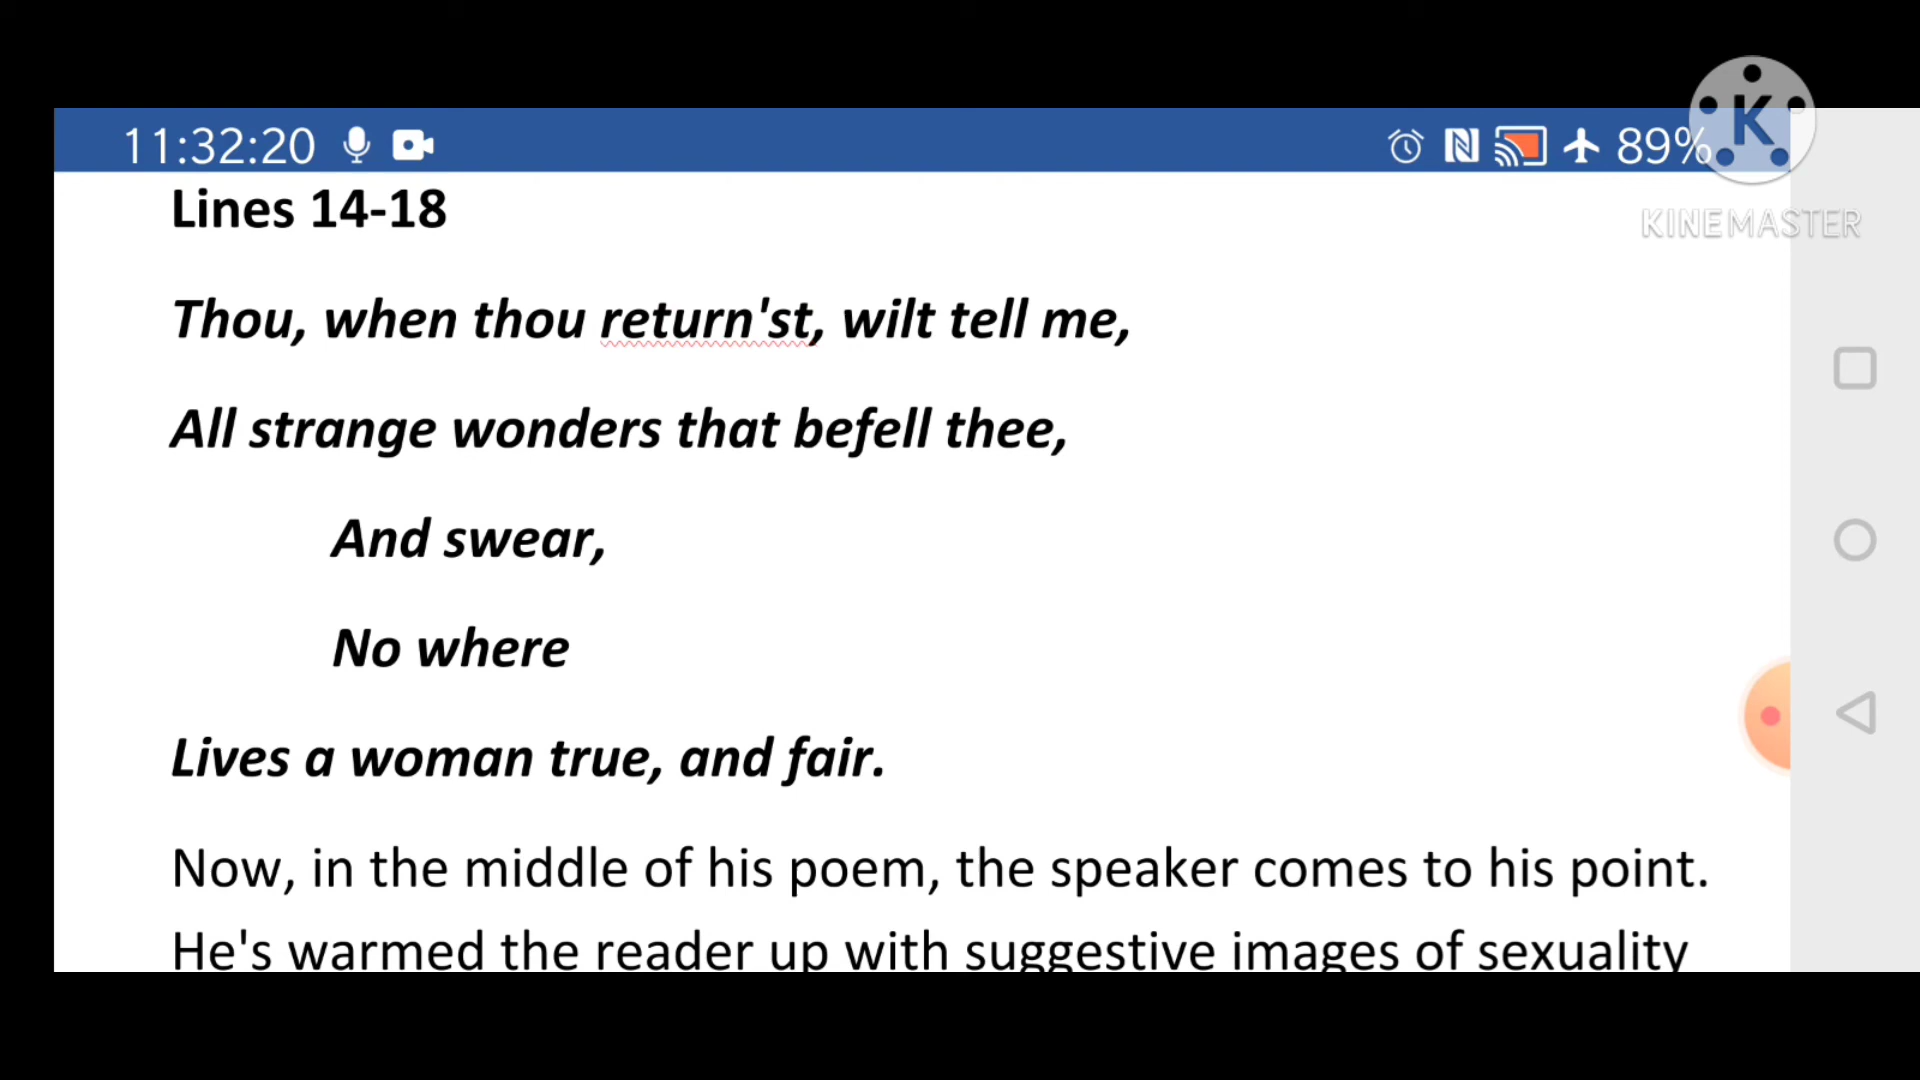 11:32:20 89%
K
KINEMASTER
Lines 14-18
Thou, when thou return'st, wilt tell me,
All strange wonders that befell thee,
And swear,
No where
Lives a woman true, and fair.
Now, in the middle of his poem, the speaker comes to his point.
He's warmed the reader up with suggestive images of sexuality